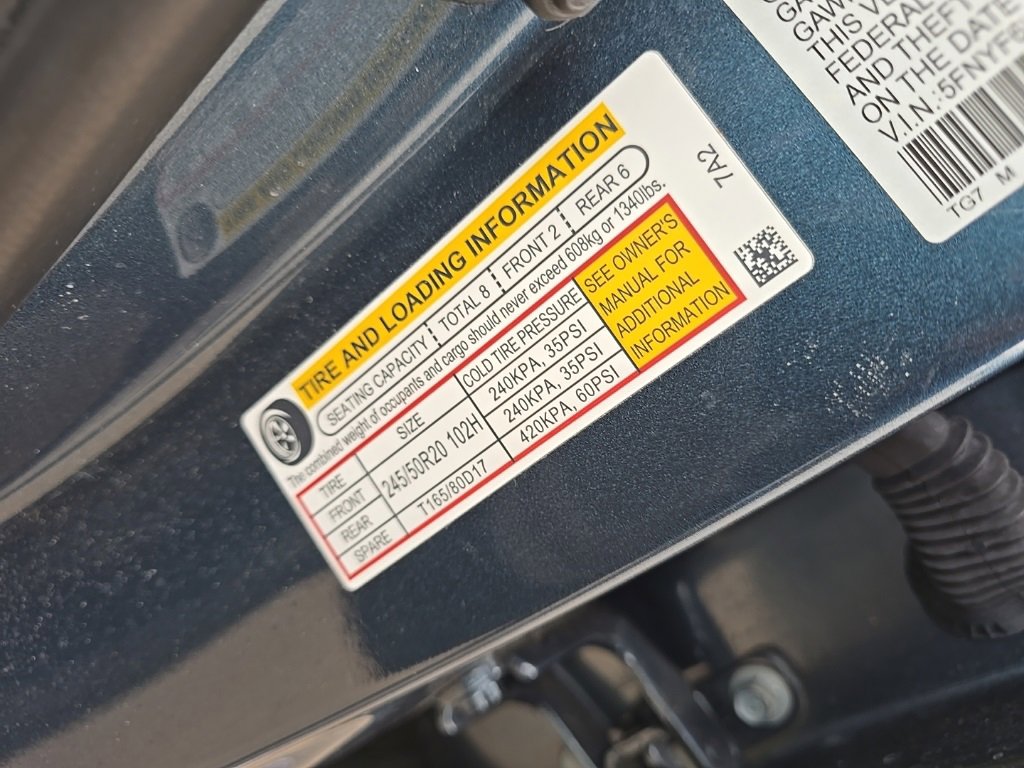 TIRE AND LOADING INFORMATION
SEATING CAPACITY TOTAL 8 FRONT 2 REAR 6
The combined weight of occupants and cargo should never exceed 608kg or 1340lbs.
TIRE SIZE COLD TIRE PRESSURE
FRONT 245/50R20 102H 240KPA, 35PSI
REAR 240KPA, 35PSI
SPARE T165/80D17 420KPA, 60PSI
SEE OWNER'S
MANUAL FOR
ADDITIONAL
INFORMATION
7A2
GAW
THIS VE
FEDERAL
AND THEFT
ON THE DATE
V.I.N.:5FNYF6
TG7 M